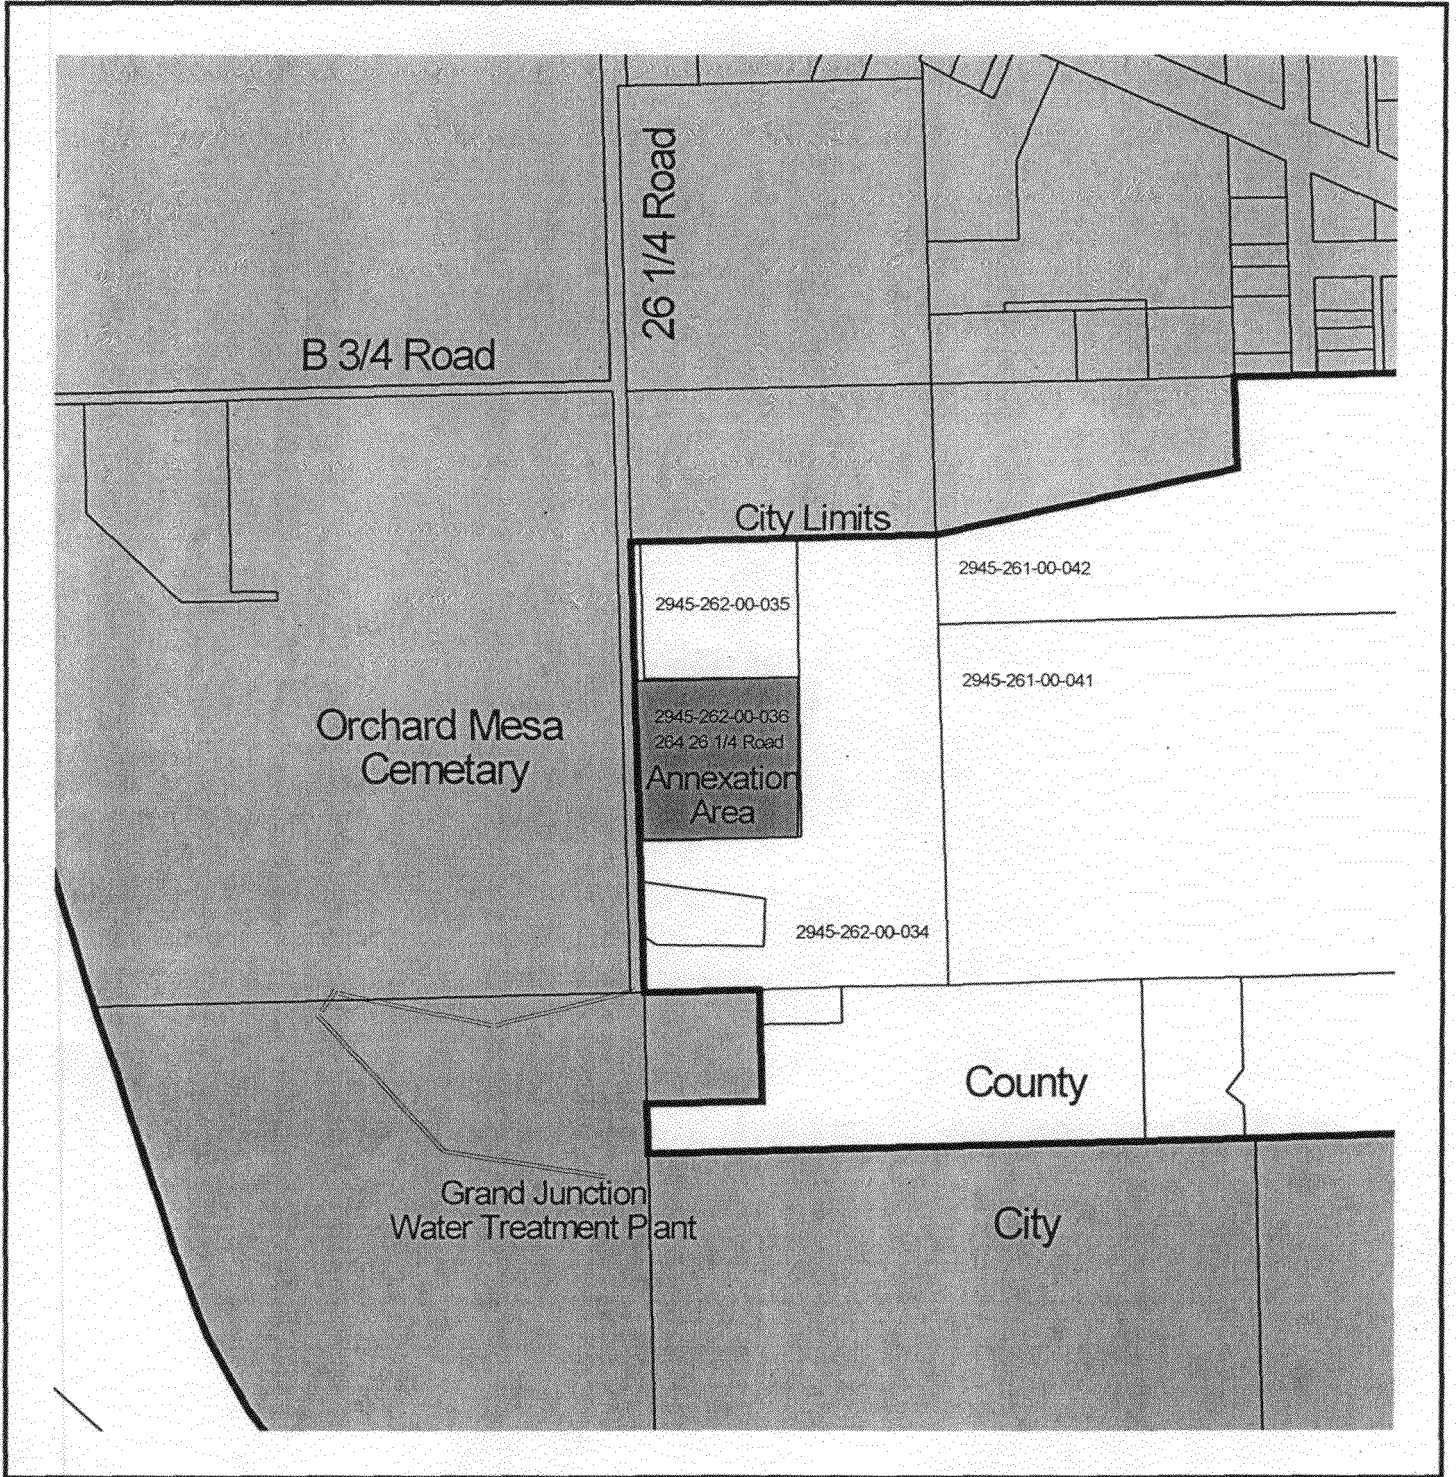 26 1/4 Road
B 3/4 Road
City Limits
2945-261-00-042
2945-262-00-035
2945-261-00-041
2945-262-00-036
264 26 1/4 Road
Annexation
Area
Orchard Mesa
Cemetary
2945-262-00-034
County
Grand Junction
Water Treatment Plant
City